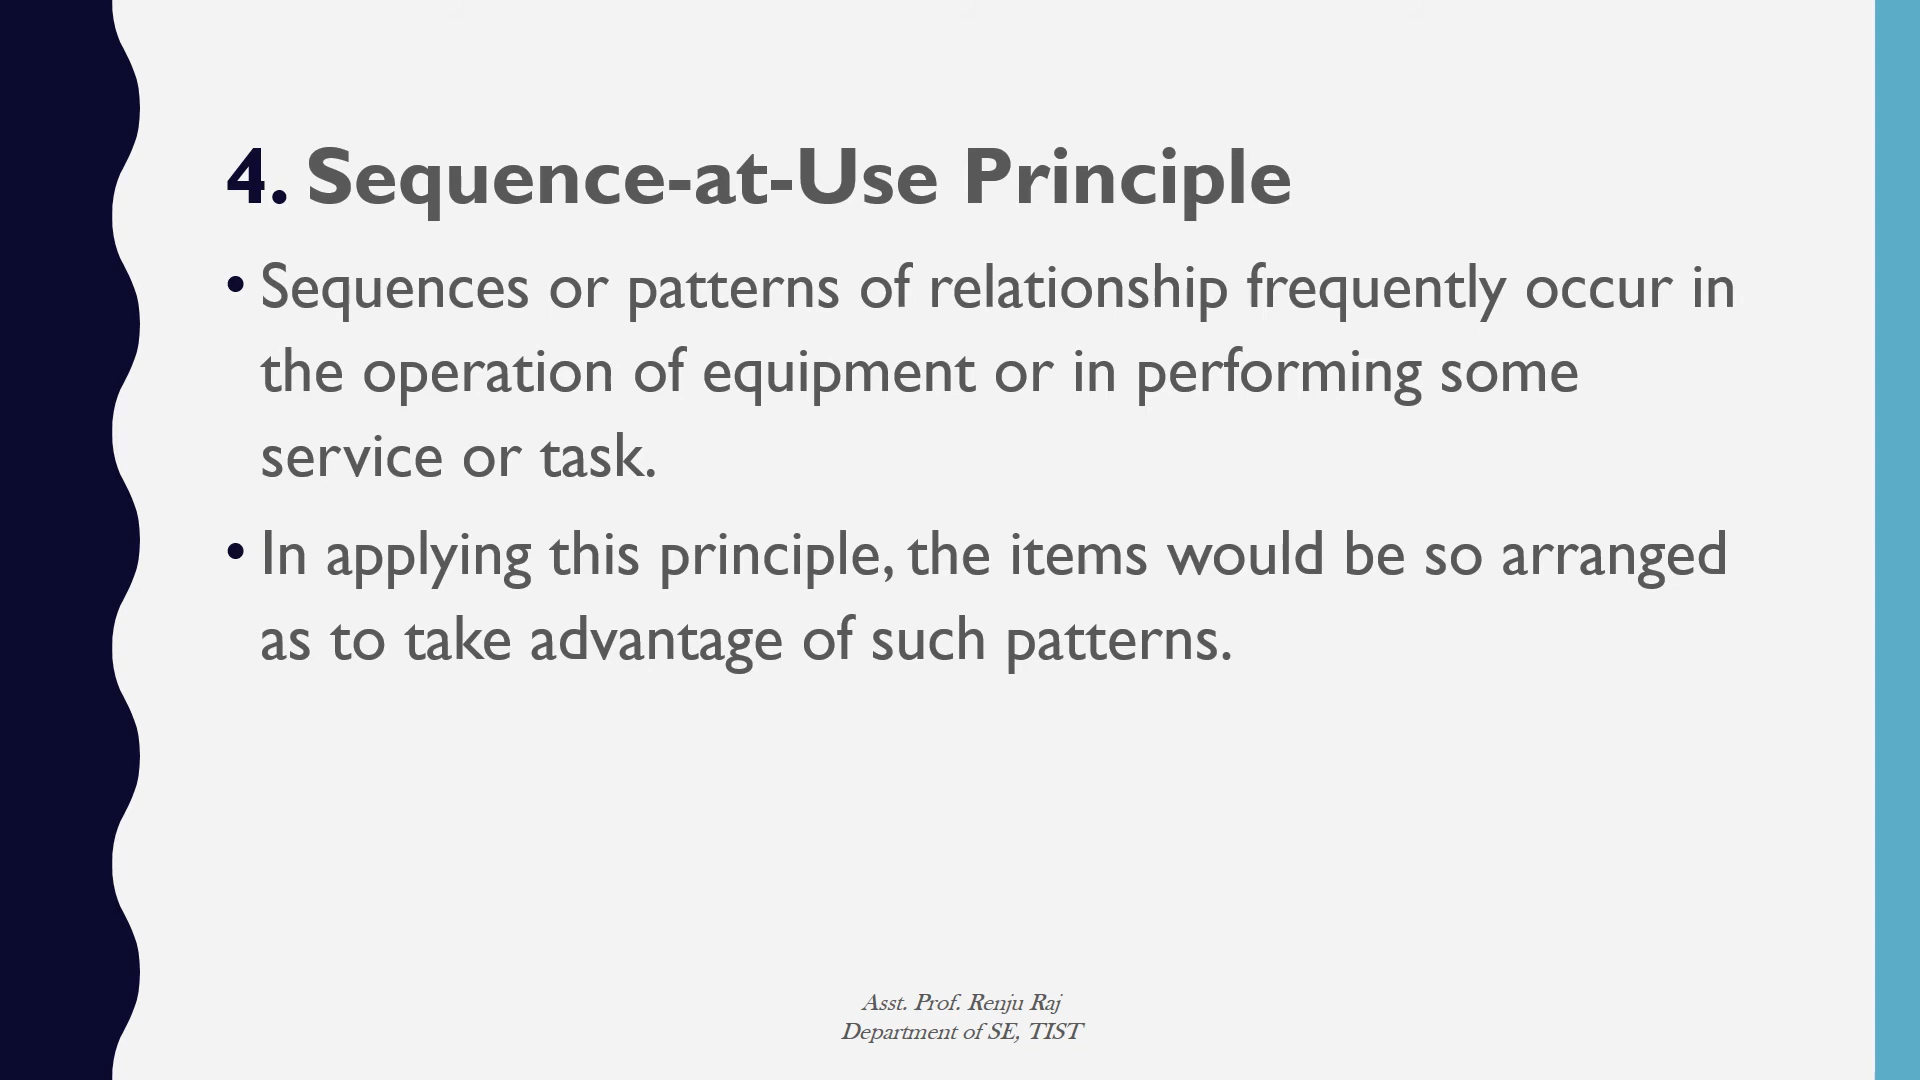 4. Sequence-at-Use Principle
• Sequences or patterns of relationship frequently occur in
the operation of equipment or in performing some
service or task.
• In applying this principle, the items would be so arranged
as to take advantage of such patterns.
Asst. Prof. Renju Raj
Department of SE, TIST